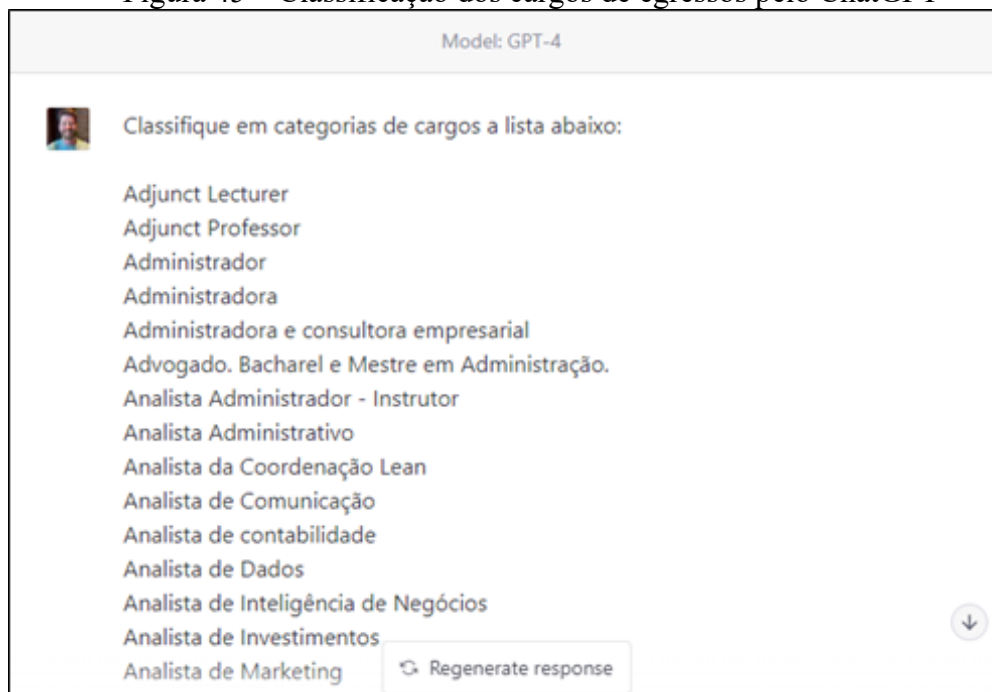 Figura 43 – Classificação dos cargos de egressos pelo ChatGPT
Model: GPT-4
Classifique em categorias de cargos a lista abaixo:
Adjunct Lecturer
Adjunct Professor
Administrador
Administradora
Administradora e consultora empresarial
Advogado. Bacharel e Mestre em Administração.
Analista Administrador - Instrutor
Analista Administrativo
Analista da Coordenação Lean
Analista de Comunicação
Analista de contabilidade
Analista de Dados
Analista de Inteligência de Negócios
Analista de Investimentos
Analista de Marketing
Regenerate response